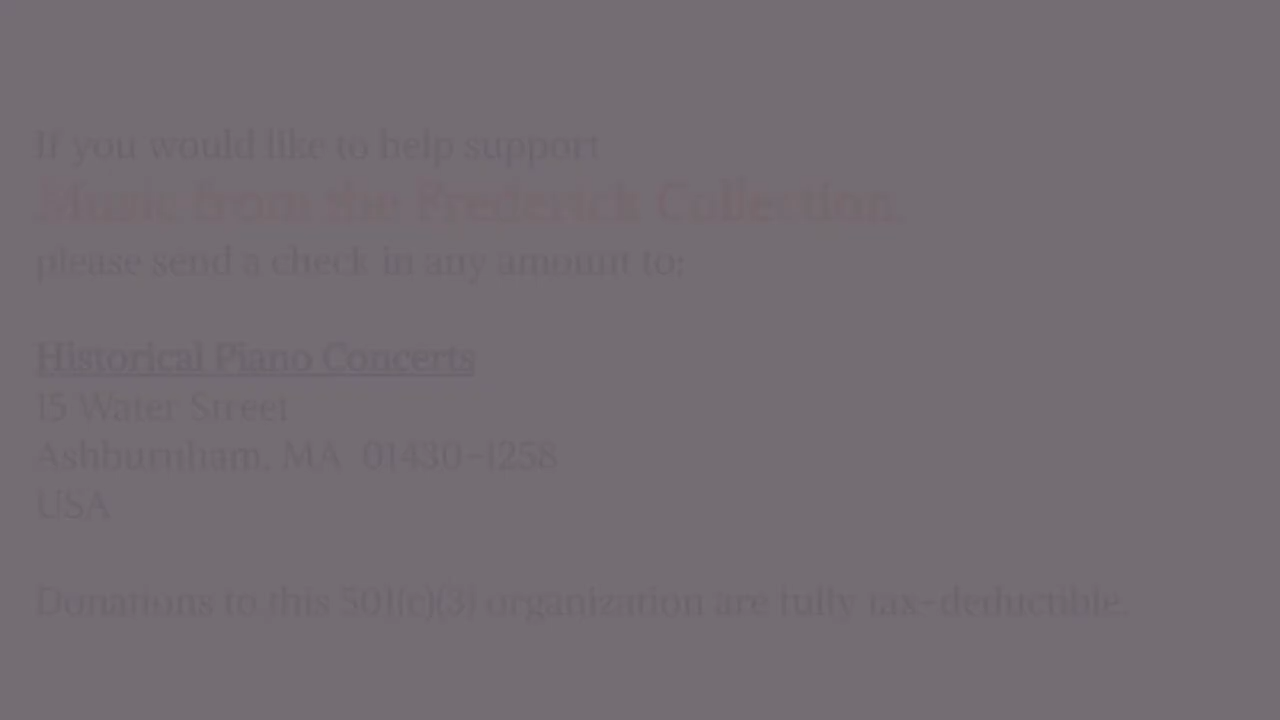 If you would like to help support
Music from the Frederick Collection,
please send a check in any amount to:
Historical Piano Concerts
15 Water Street
Ashburnham, MA 01430-1258
USA
Donations to this 501(c)(3) organization are fully tax-deductible.